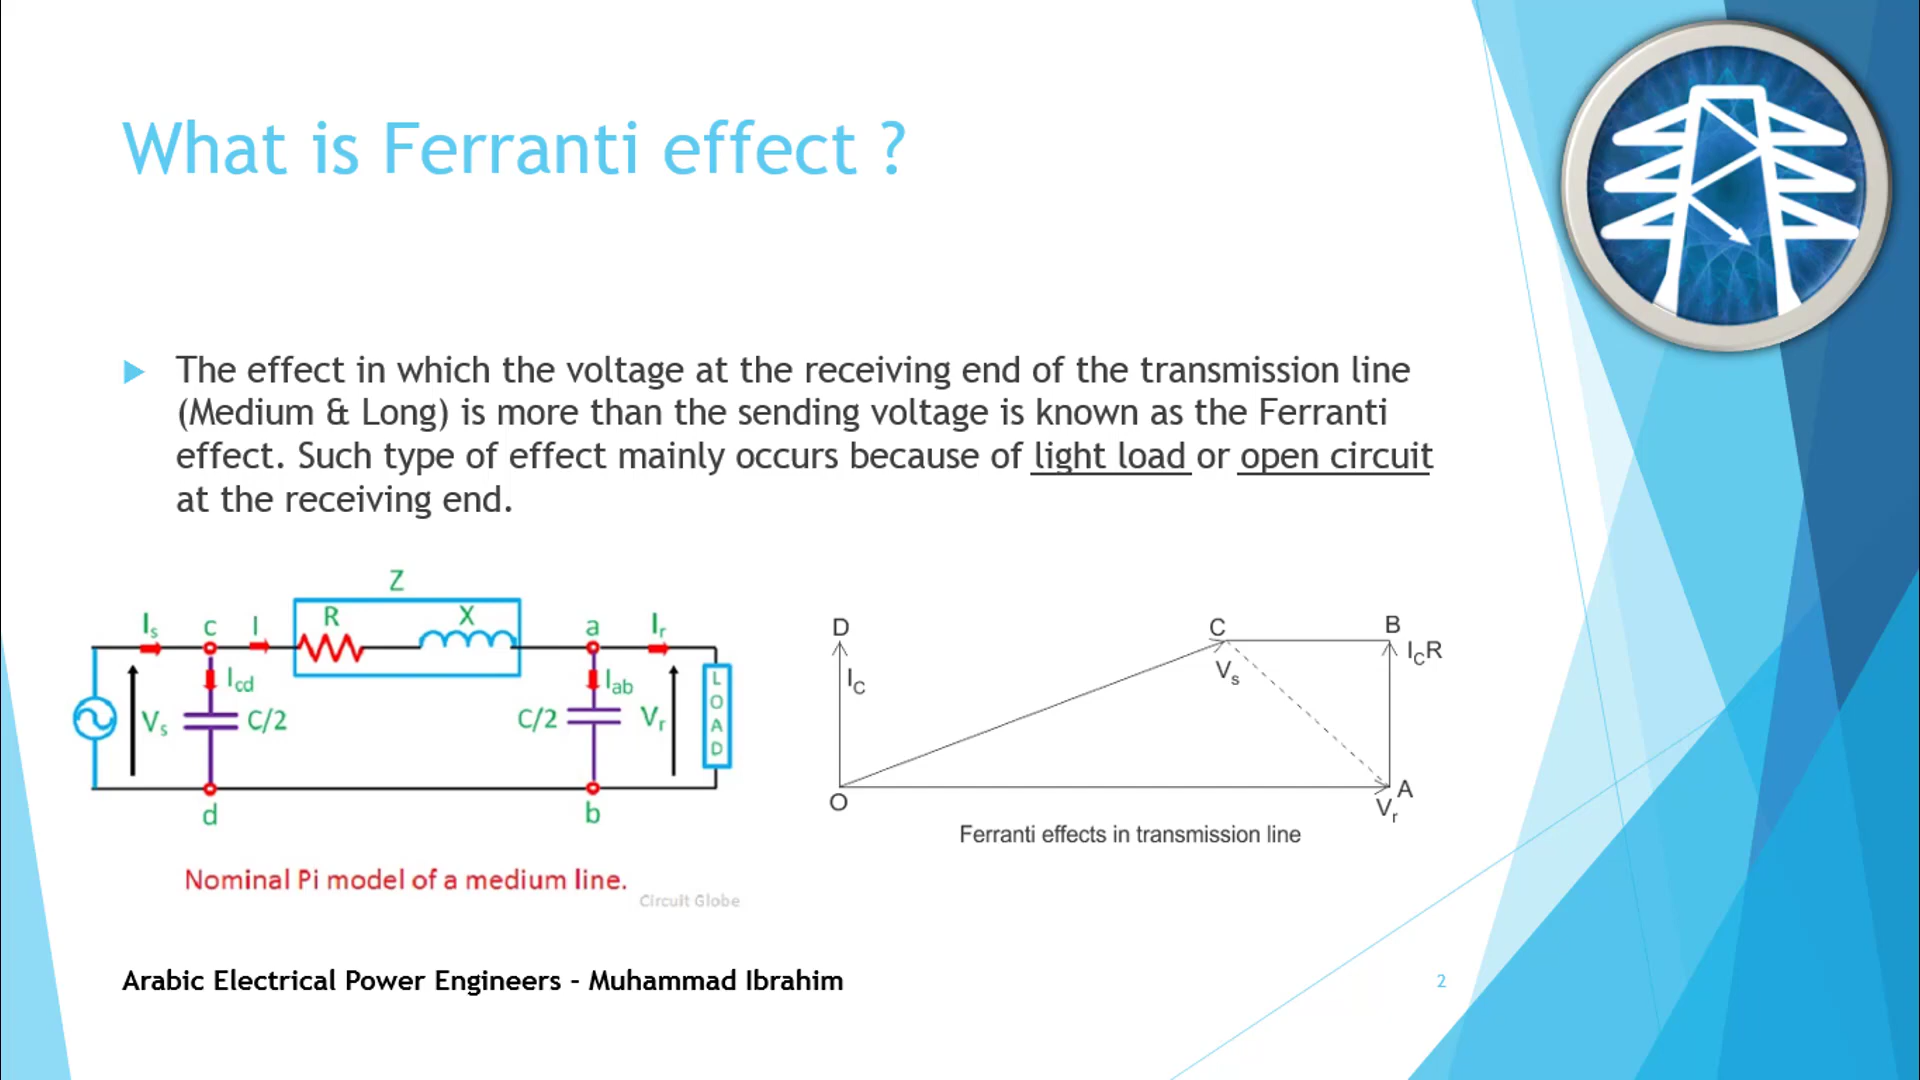 What is Ferranti effect ?
The effect in which the voltage at the receiving end of the transmission line
(Medium & Long) is more than the sending voltage is known as the Ferranti
effect. Such type of effect mainly occurs because of light load or open circuit
at the receiving end.
Z
R X
Is c I a Ir
Icd Iab
Vs C/2 C/2 Vr
LOAD
d b
Nominal Pi model of a medium line.
Circuit Globe
D C B
IC Vs ICR
O A
Vr
Ferranti effects in transmission line
Arabic Electrical Power Engineers - Muhammad Ibrahim
2